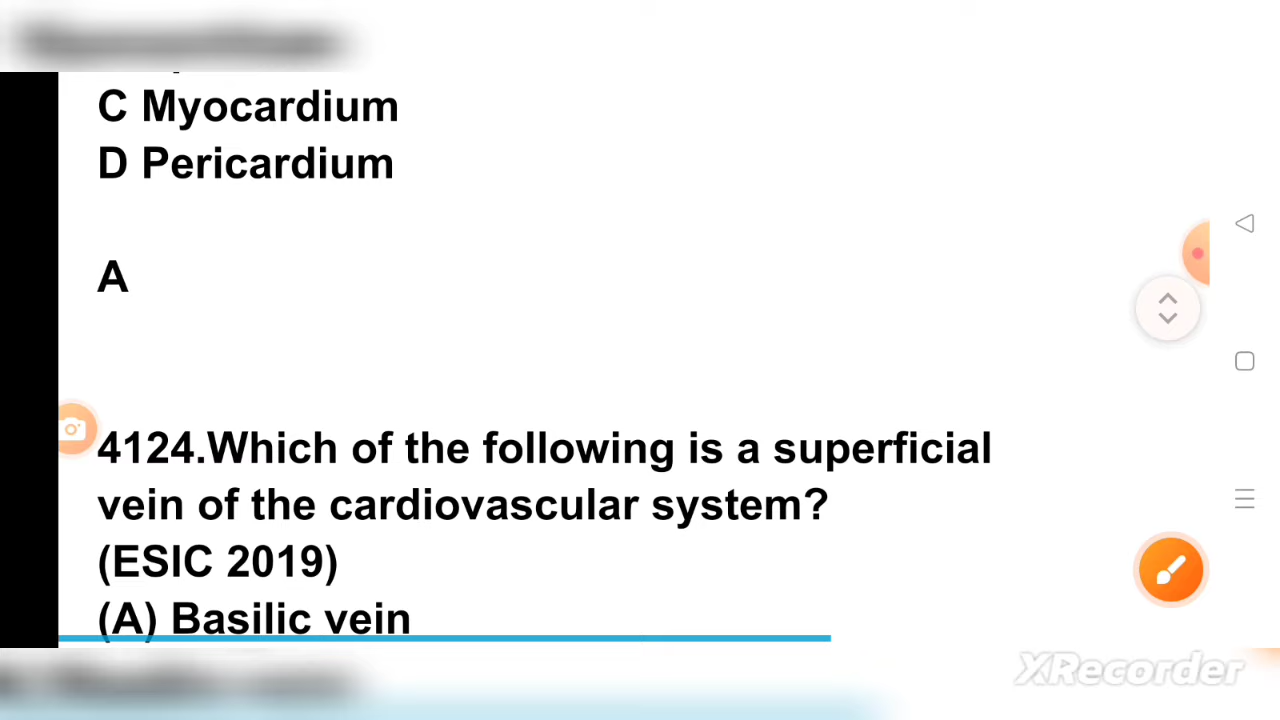 C Myocardium
D Pericardium
A
4124.Which of the following is a superficial
vein of the cardiovascular system?
(ESIC 2019)
(A) Basilic vein
XRecorder